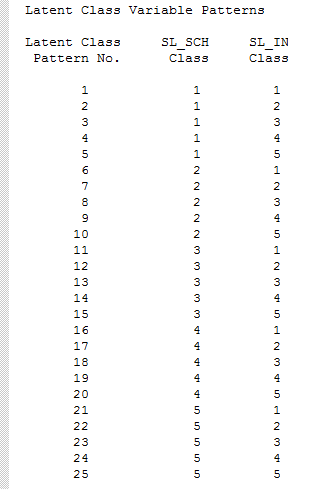 Latent Class Variable Patterns
Latent Class SL_SCH SL_IN
Pattern No. Class Class
1 1 1
2 1 2
3 1 3
4 1 4
5 1 5
6 2 1
7 2 2
8 2 3
9 2 4
10 2 5
11 3 1
12 3 2
13 3 3
14 3 4
15 3 5
16 4 1
17 4 2
18 4 3
19 4 4
20 4 5
21 5 1
22 5 2
23 5 3
24 5 4
25 5 5